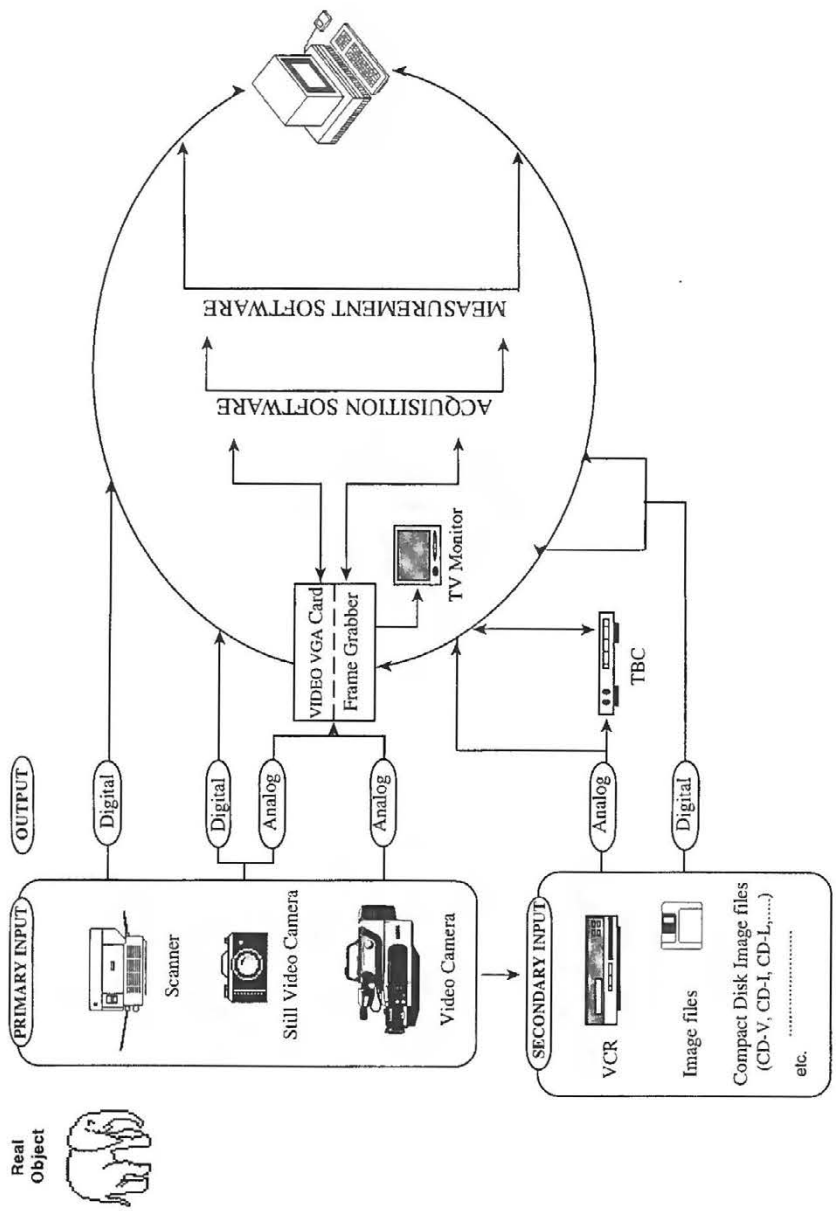 Real
Object
PRIMARY INPUT
Scanner
Still Video Camera
Video Camera
SECONDARY INPUT
VCR
Image files
Compact Disk Image files
(CD-V, CD-I, CD-L,.....)
etc. ......................
OUTPUT
Digital
Digital
Analog
Analog
Analog
Digital
VIDEO VGA Card
Frame Grabber
TV Monitor
TBC
ACQUISITION SOFTWARE
MEASUREMENT SOFTWARE